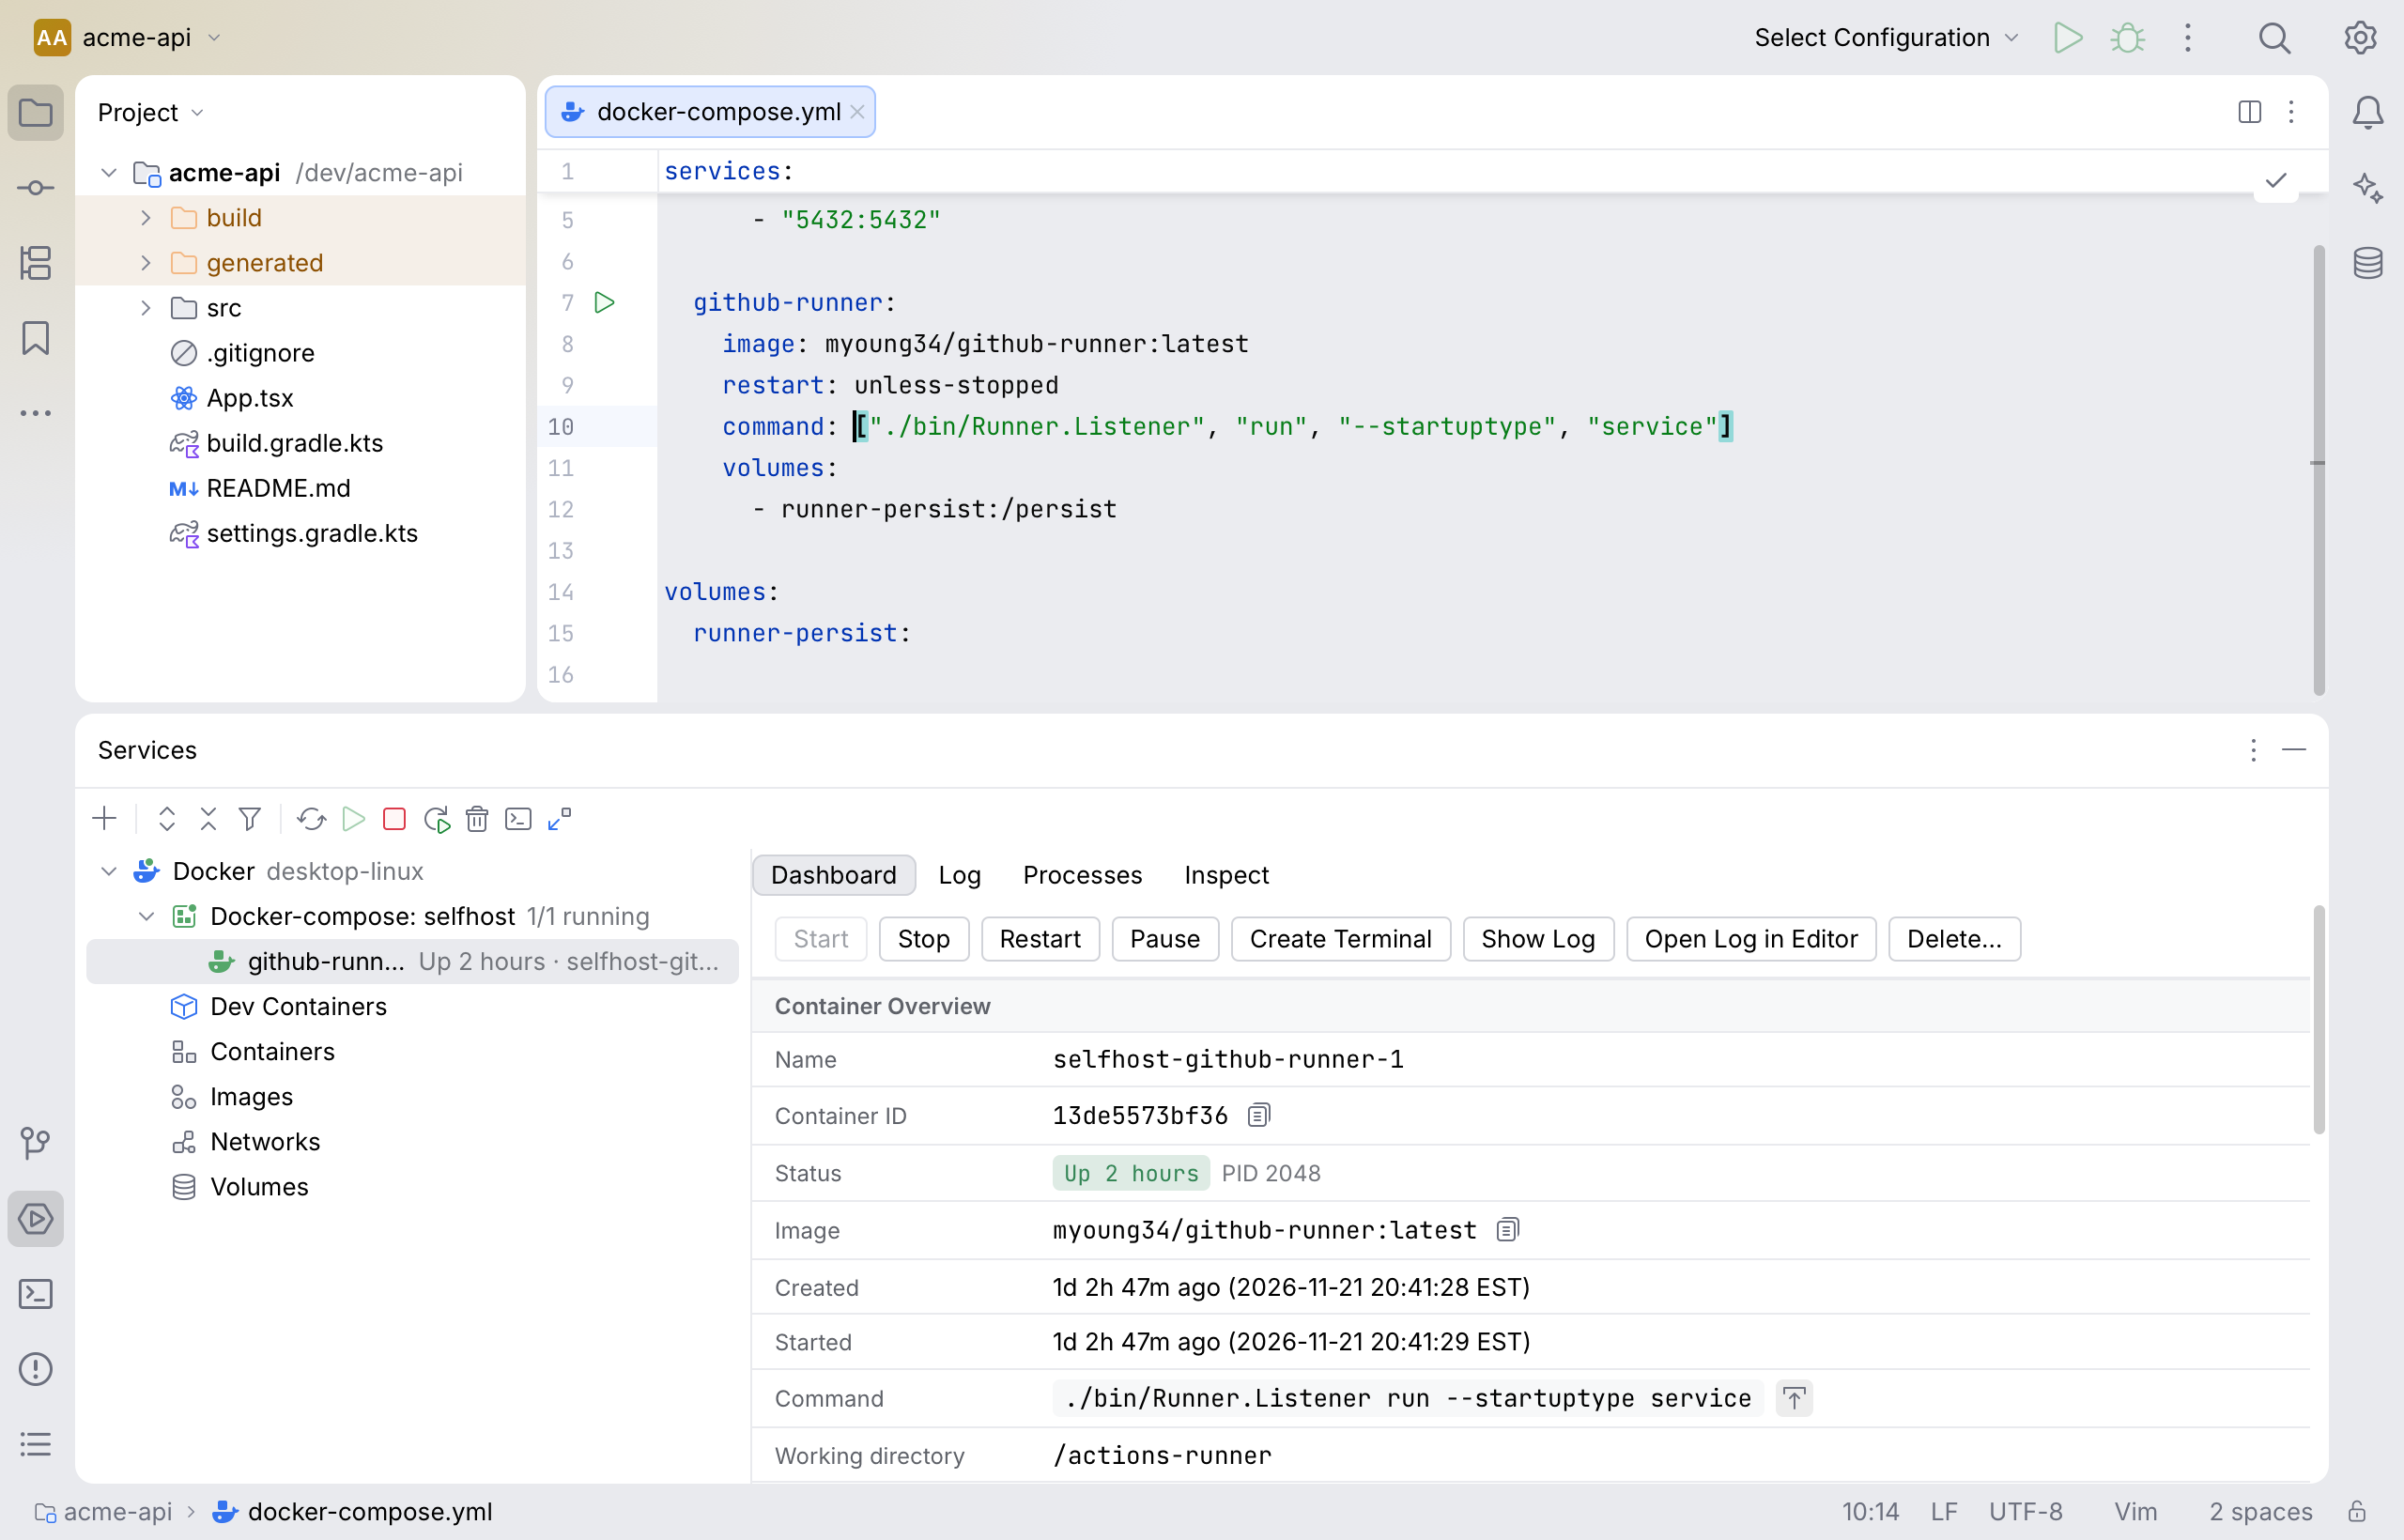 AA acme-api
Select Configuration
Project
acme-api /dev/acme-api
build
generated
src
.gitignore
App.tsx
build.gradle.kts
M↓ README.md
settings.gradle.kts
docker-compose.yml
1 services:
5 - "5432:5432"
6
7 github-runner:
8 image: myoung34/github-runner:latest
9 restart: unless-stopped
10 command: ["./bin/Runner.Listener", "run", "--startuptype", "service"]
11 volumes:
12 - runner-persist:/persist
13
14 volumes:
15 runner-persist:
16
Services
Docker desktop-linux
Docker-compose: selfhost 1/1 running
github-runn... Up 2 hours · selfhost-git...
Dev Containers
Containers
Images
Networks
Volumes
Dashboard Log Processes Inspect
Start Stop Restart Pause Create Terminal Show Log Open Log in Editor Delete...
Container Overview
Name selfhost-github-runner-1
Container ID 13de5573bf36
Status Up 2 hours PID 2048
Image myoung34/github-runner:latest
Created 1d 2h 47m ago (2026-11-21 20:41:28 EST)
Started 1d 2h 47m ago (2026-11-21 20:41:29 EST)
Command ./bin/Runner.Listener run --startuptype service
Working directory /actions-runner
acme-api › docker-compose.yml
10:14 LF UTF-8 Vim 2 spaces